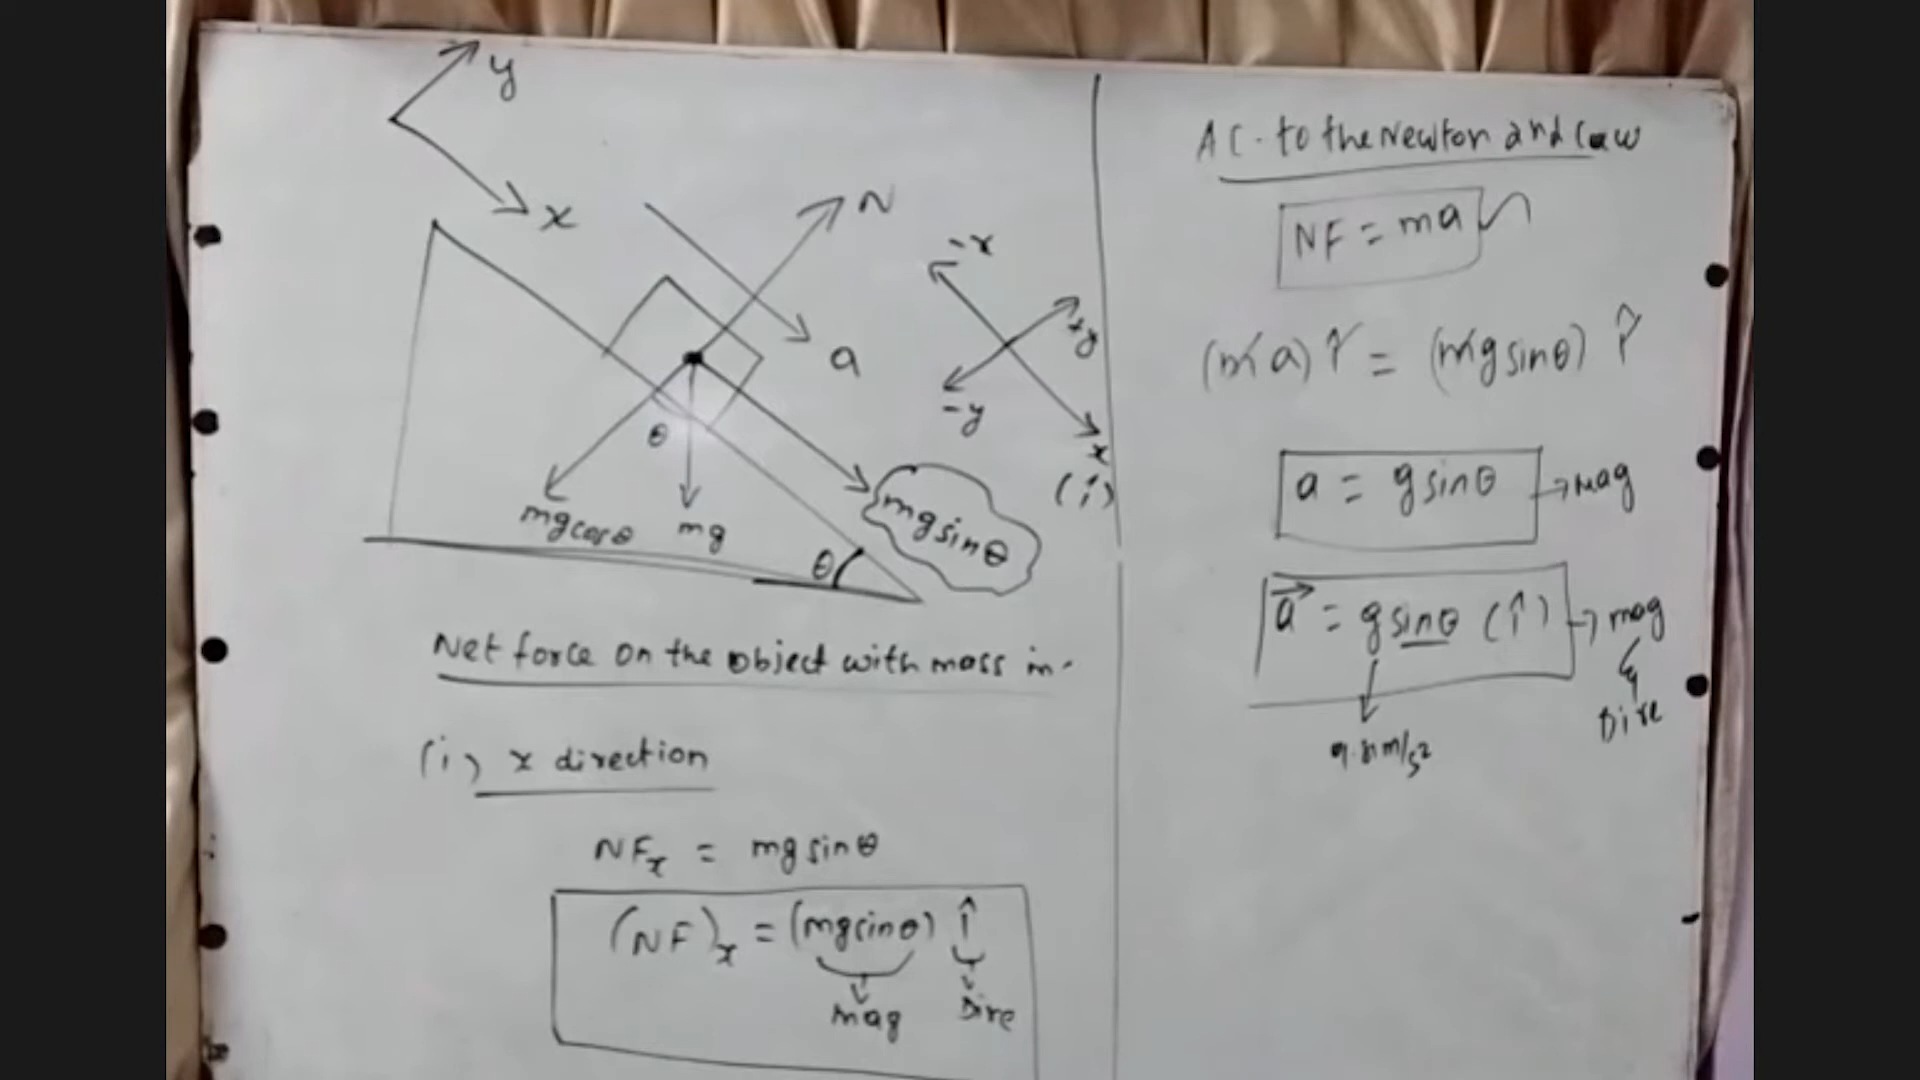 y
x
N
a
θ
mgcosθ
mg
mgsinθ
θ
-x
+y
-y
x
(î)
Net force on the object with mass m.
(i) x direction
NFx = mgsinθ
(NF)x = (mgsinθ) î
mag
Dire
AC. to the Newton 2nd Law
NF = ma
(ma) î = (mgsinθ) î
a = gsinθ → mag
a⃗ = gsinθ (î) → mag
&
Dire
9.8m/s²